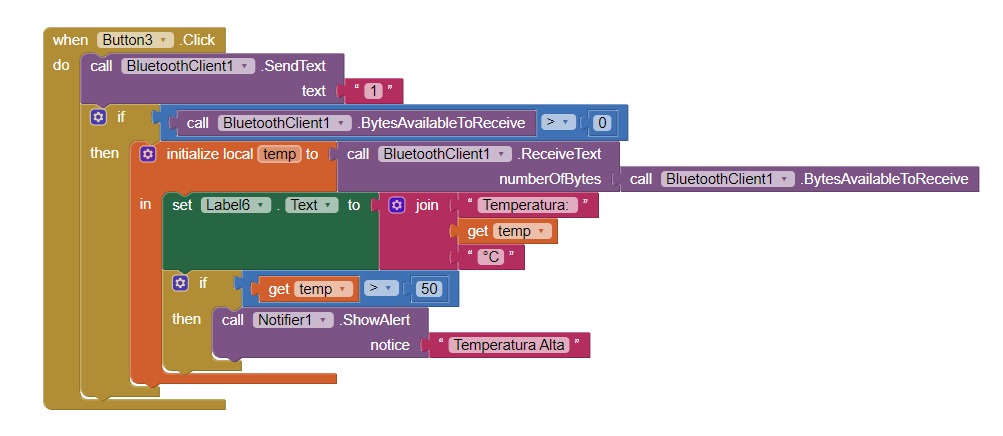 when Button3 .Click
do call BluetoothClient1 .SendText
text " 1 "
if call BluetoothClient1 .BytesAvailableToReceive > 0
then initialize local temp to call BluetoothClient1 .ReceiveText
numberOfBytes call BluetoothClient1 .BytesAvailableToReceive
in set Label6 . Text to join " Temperatura: "
get temp
" °C "
if get temp > 50
then call Notifier1 .ShowAlert
notice " Temperatura Alta "